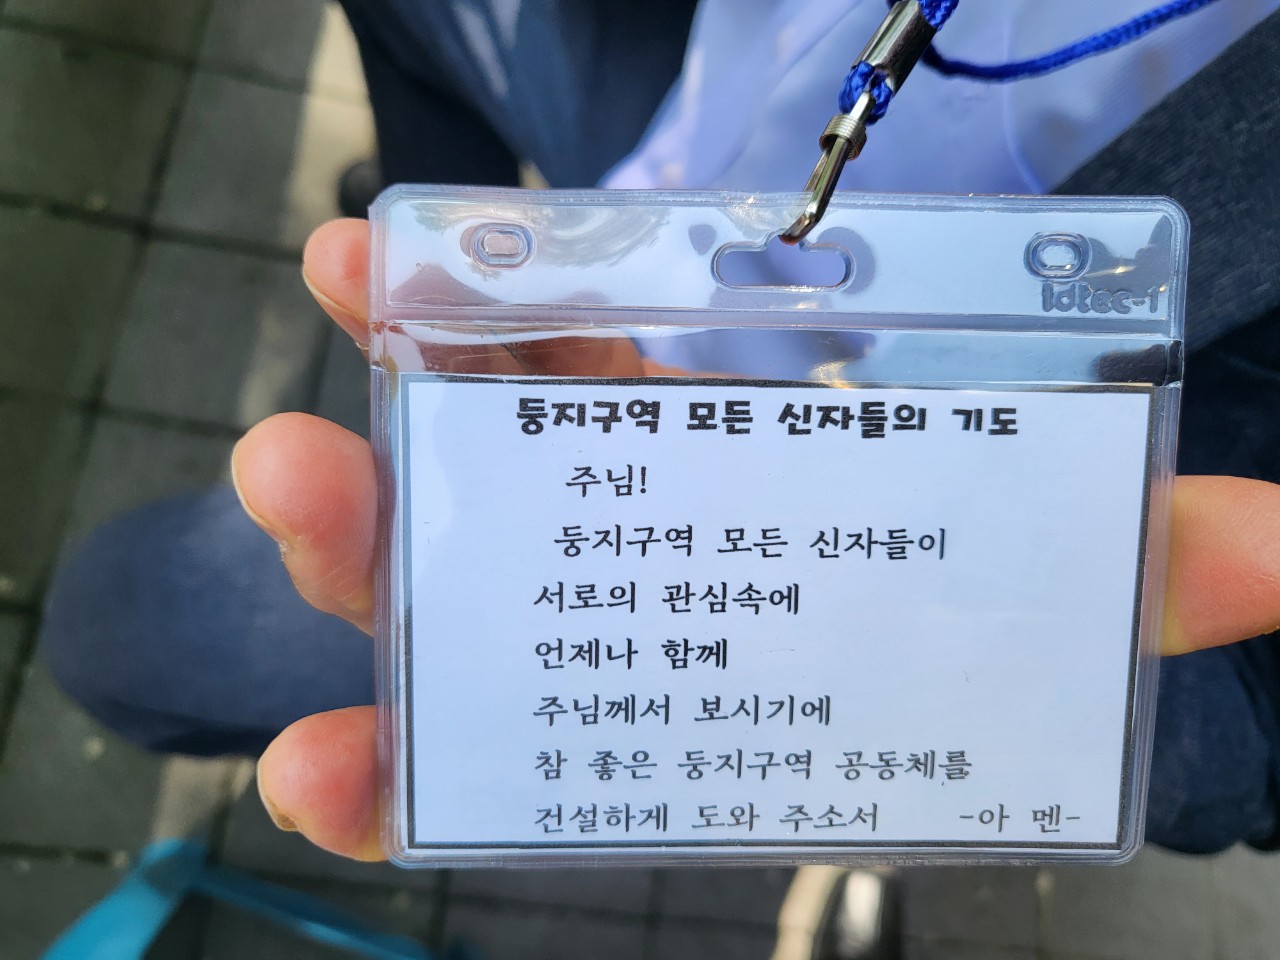 idtec-1
둥지구역 모든 신자들의 기도
주님!
둥지구역 모든 신자들이
서로의 관심속에
언제나 함께
주님께서 보시기에
참 좋은 둥지구역 공동체를
건설하게 도와 주소서 -아 멘-